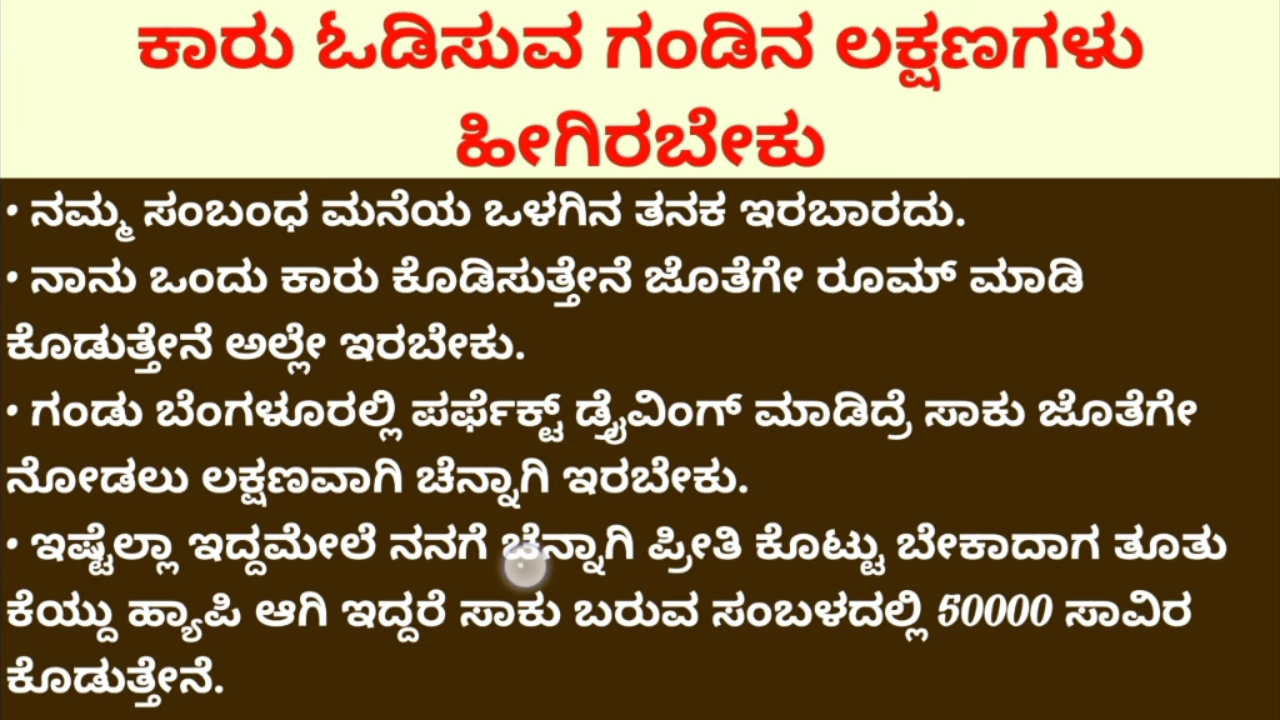 ಕಾರು ಓಡಿಸುವ ಗಂಡಿನ ಲಕ್ಷಣಗಳು
ಹೀಗಿರಬೇಕು
• ನಮ್ಮ ಸಂಬಂಧ ಮನೆಯ ಒಳಗಿನ ತನಕ ಇರಬಾರದು.
• ನಾನು ಒಂದು ಕಾರು ಕೊಡಿಸುತ್ತೇನೆ ಜೊತೆಗೇ ರೂಮ್ ಮಾಡಿ
ಕೊಡುತ್ತೇನೆ ಅಲ್ಲೇ ಇರಬೇಕು.
• ಗಂಡು ಬೆಂಗಳೂರಲ್ಲಿ ಪರ್ಫೆಕ್ಟ್ ಡ್ರೈವಿಂಗ್ ಮಾಡಿದ್ರೆ ಸಾಕು ಜೊತೆಗೇ
ನೋಡಲು ಲಕ್ಷಣವಾಗಿ ಚೆನ್ನಾಗಿ ಇರಬೇಕು.
• ಇಷ್ಟೆಲ್ಲಾ ಇದ್ದಮೇಲೆ ನನಗೆ ಚೆನ್ನಾಗಿ ಪ್ರೀತಿ ಕೊಟ್ಟು ಬೇಕಾದಾಗ ತೂತು
ಕೆಯ್ದು ಹ್ಯಾಪಿ ಆಗಿ ಇದ್ದರೆ ಸಾಕು ಬರುವ ಸಂಬಳದಲ್ಲಿ 50000 ಸಾವಿರ
ಕೊಡುತ್ತೇನೆ.